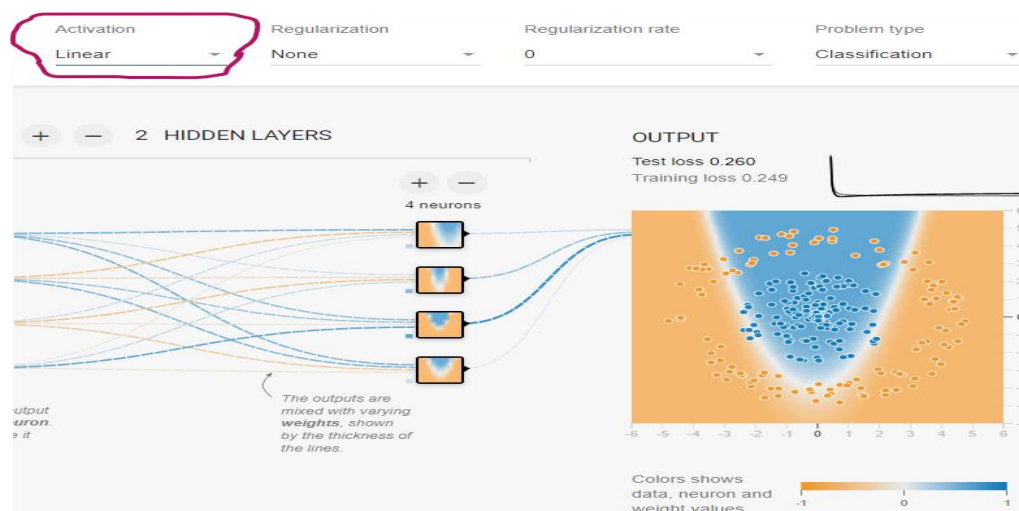 Activation
Linear
Regularization
None
Regularization rate
0
Problem type
Classification
+ − 2 HIDDEN LAYERS
+ −
4 neurons
The outputs are
mixed with varying
weights, shown
by the thickness of
the lines.
OUTPUT
Test loss 0.260
Training loss 0.249
-6 -5 -4 -3 -2 -1 0 1 2 3 4 5 6
Colors shows
data, neuron and
weight values
-1 0 1